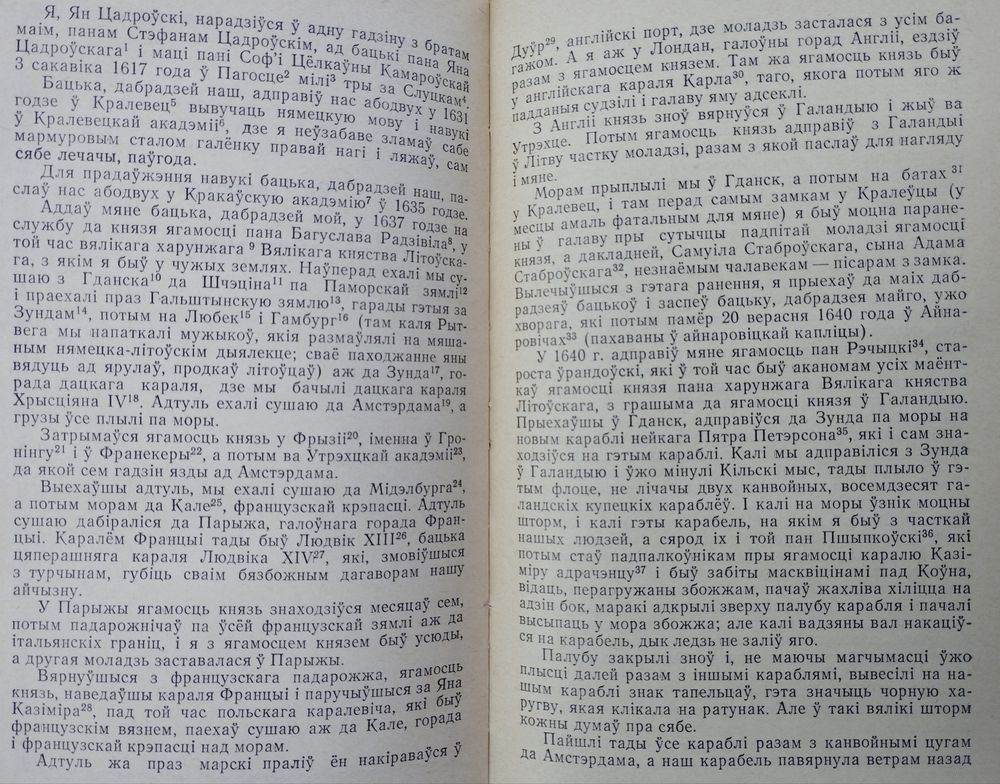 Я, Ян Цадроўскі, нарадзіўся ў адну гадзіну з братам
маім, панам Стэфанам Цадроўскім, ад бацькі пана Яна
Цадроўскага¹ і маці пані Соф'і Цёлкаўны Камароўскай
3 сакавіка 1617 года ў Пагосце² мілі³ тры за Слуцкам⁴.
Бацька, дабрадзей наш, адправіў нас абодвух у 1631
годзе ў Кралевец⁵ вывучаць нямецкую мову і навукі
ў Кралевецкай акадэміі⁶, дзе я неўзабаве зламаў сабе
мармуровым сталом галёнку правай нагі і ляжаў, сам
сябе лечачы, паўгода.
Для прадаўжэння навукі бацька, дабрадзей наш, па-
слаў нас абодвух у Кракаўскую акадэмію⁷ ў 1635 годзе.
Аддаў мяне бацька, дабрадзей мой, у 1637 годзе на
службу да князя ягамосці пана Багуслава Радзівіла⁸, у
той час вялікага харунжага ⁹ Вялікага княства Літоўска-
га, з якім я быў у чужых землях. Наўперад ехалі мы су-
шаю з Гданска¹⁰ да Шчэціна¹¹ па Паморскай зямлі¹²
і праехалі праз Гальштынскую зямлю¹³, гарады гэтыя за
Зундам¹⁴, потым на Любек¹⁵ і Гамбург¹⁶ (там каля Рыт-
вега мы напаткалі мужыкоў, якія размаўлялі на мяша-
ным нямецка-літоўскім дыялекце; сваё паходжанне яны
вядуць ад ярулаў, продкаў літоўцаў) аж да Зунда¹⁷, го-
рада дацкага караля, дзе мы бачылі дацкага караля
Хрысціяна IV¹⁸. Адтуль ехалі сушаю да Амстэрдама¹⁹, а
грузы ўсе плылі па моры.
Затрымаўся ягамосць князь у Фрызіі²⁰, іменна ў Гро-
нінгу²¹ і ў Франекеры²², а потым ва Утрэхцкай акадэміі²³,
да якой сем гадзін язды ад Амстэрдама.
Выехаўшы адтуль, мы ехалі сушаю да Мідэлбурга²⁴,
а потым морам да Кале²⁵, французскай крэпасці. Адтуль
сушаю дабіраліся да Парыжа, галоўнага горада Фран-
цыі. Каралём Францыі тады быў Людвік XIII²⁶, бацька
цяперашняга караля Людвіка XIV²⁷, які, змовіўшыся
з турчынам, губіць сваім бязбожным дагаворам нашу
айчызну.
У Парыжы ягамосць князь знаходзіўся месяцаў сем,
потым падарожнічаў па ўсёй французскай зямлі аж да
італьянскіх граніц, і я з ягамосцем князем быў усюды,
а другая моладзь заставалася ў Парыжы.
Вярнуўшыся з французскага падарожжа, ягамосць
князь, наведаўшы караля Францыі і паручыўшыся за Яна
Казіміра²⁸, пад той час польскага каралевіча, які быў
французскім вязнем, паехаў сушаю аж да Кале, горада
і французскай крэпасці над морам.
Адтуль жа праз марскі праліў ён накіраваўся ў
Дуўр²⁹, англійскі порт, дзе моладзь засталася з усім ба-
гажом. А я аж у Лондан, галоўны горад Англіі, ездзіў
разам з ягамосцем князем. Там жа ягамосць князь быў
у англійскага караля Карла³⁰, таго, якога потым яго ж
падданыя судзілі і галаву яму адсеклі.
З Англіі князь зноў вярнуўся ў Галандыю і жыў ва
Утрэхце. Потым ягамосць князь адправіў з Галандыі
ў Літву частку моладзі, разам з якой паслаў для нагляду
і мяне.
Морам прыплылі мы ў Гданск, а потым на батах ³¹
у Кралевец, і там перад самым замкам у Кралеўцы (у
месцы амаль фатальным для мяне) я быў моцна паране-
ны ў галаву пры сутычцы падпітай моладзі ягамосці
князя, а дакладней, Самуіла Стаброўскага, сына Адама
Стаброўскага³², незнаёмым чалавекам — пісарам з замка.
Вылечыўшыся з гэтага ранення, я прыехаў да маіх даб-
радзеяў бацькоў і заспеў бацьку, дабрадзея майго, ужо
хворага, які потым памёр 20 верасня 1640 года ў Айна-
ровічах³³ (пахаваны ў айнаровіцкай капліцы).
У 1640 г. адправіў мяне ягамосць пан Рэчыцкі³⁴, ста-
роста ўрандоўскі, які ў той час быў аканомам усіх маёнт-
каў ягамосці князя пана харунжага Вялікага княства
Літоўскага, з грашыма да ягамосці князя ў Галандыю.
Прыехаўшы ў Гданск, адправіўся да Зунда па моры на
новым караблі нейкага Пятра Петэрсона³⁵, які і сам зна-
ходзіўся на гэтым караблі. Калі мы адправіліся з Зунда
ў Галандыю і ўжо мінулі Кільскі мыс, тады плыло ў гэ-
тым флоце, не лічачы двух канвойных, восемдзесят га-
ландскіх купецкіх караблёў. І калі на моры ўзнік моцны
шторм, і калі гэты карабель, на якім я быў з часткай
нашых людзей, а сярод іх і той пан Пшыпкоўскі³⁶, які
потым стаў падпалкоўнікам пры ягамосці каралю Казі-
міру адрачэнцу³⁷ і быў забіты масквіцінамі пад Коўна,
відаць, перагружаны збожжам, пачаў жахліва хіліцца на
адзін бок, маракі адкрылі зверху палубу карабля і пачалі
высыпаць у мора збожжа; але калі вадзяны вал накаціў-
ся на карабель, дык ледзь не заліў яго.
Палубу закрылі зноў і, не маючы магчымасці ўжо
плысці далей разам з іншымі караблямі, вывесілі на на-
шым караблі знак тапельцаў, гэта значыць чорную ха-
ругву, якая клікала на ратунак. Але ў такі вялікі шторм
кожны думаў пра сябе.
Пайшлі тады ўсе караблі разам з канвойнымі цугам
да Амстэрдама, а наш карабель павярнула ветрам назад